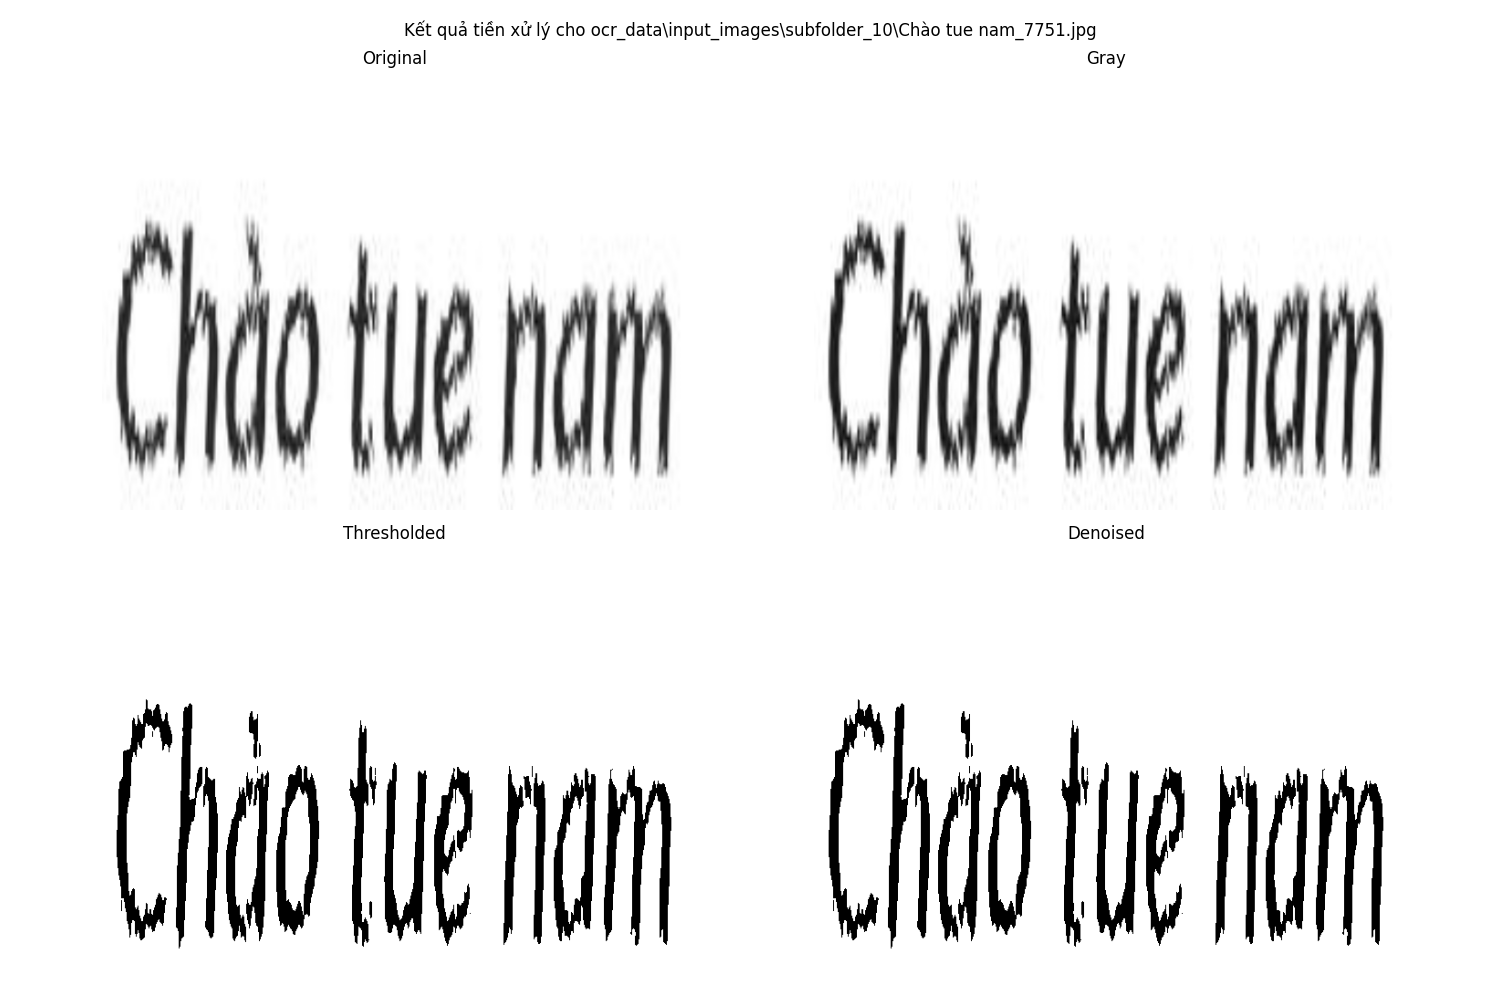 Kết quả tiền xử lý cho ocr_data\input_images\subfolder_10\Chào tue nam_7751.jpg
Original
Gray
Chào tue nam
Chào tue nam
Thresholded
Denoised
Chào tue nam
Chào tue nam